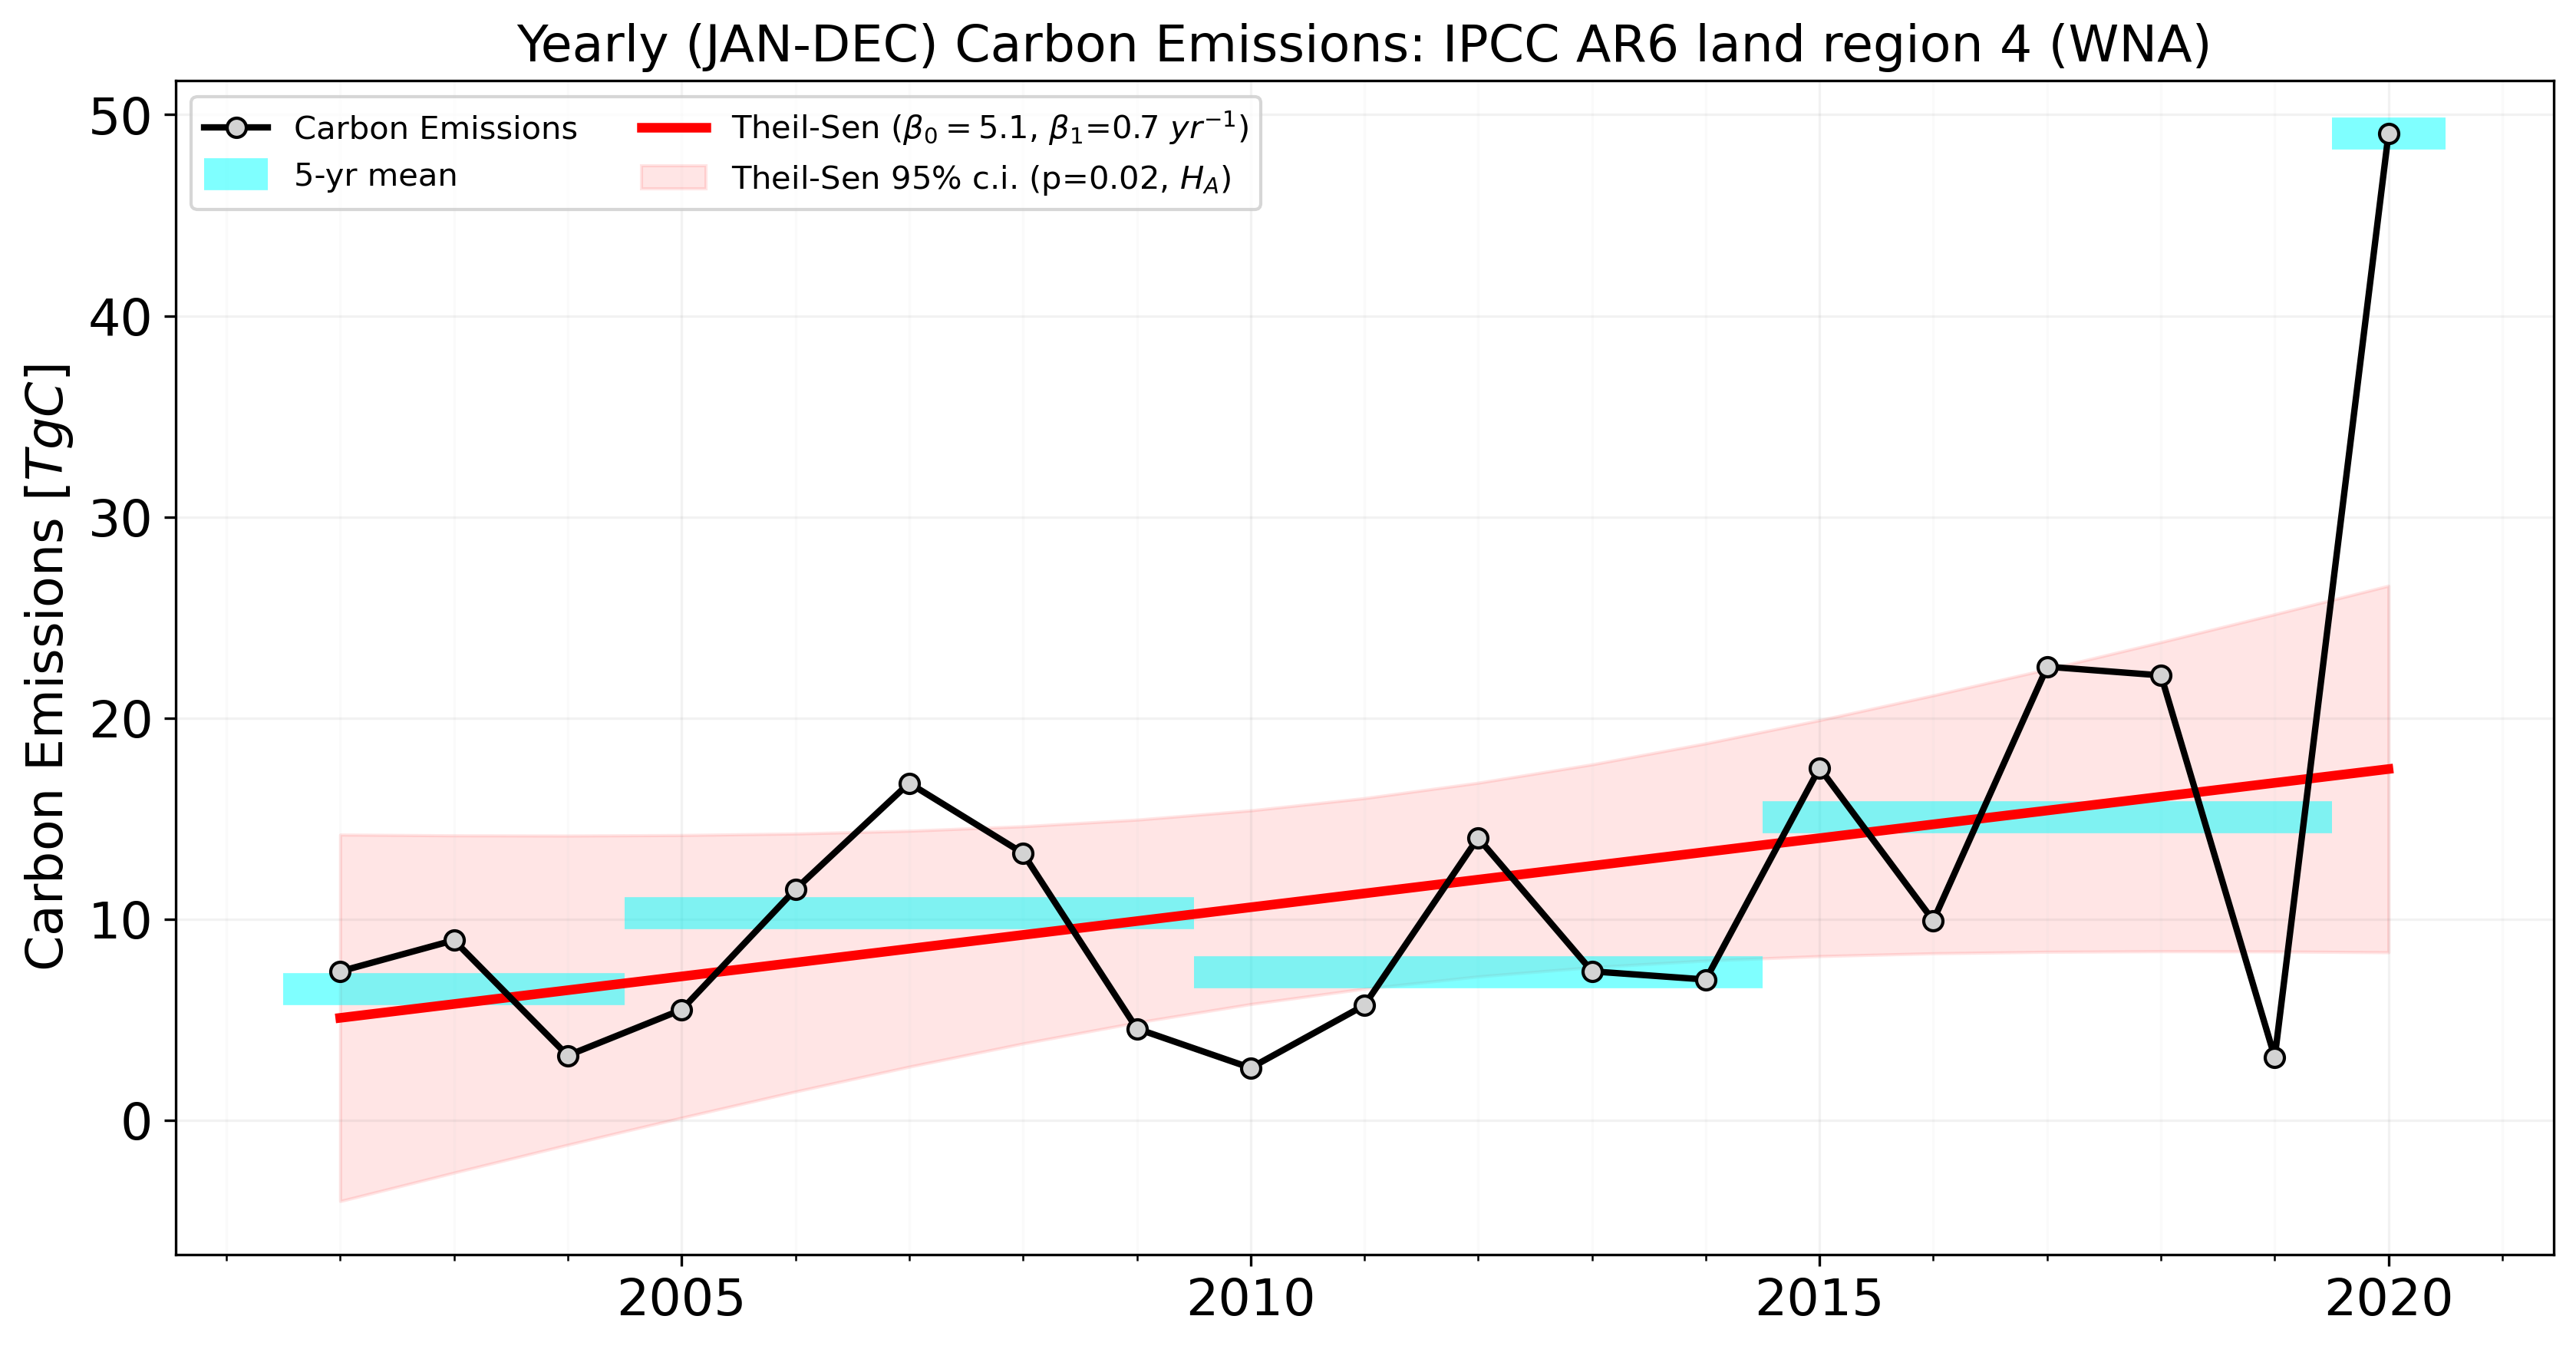 Yearly (JAN-DEC) Carbon Emissions: IPCC AR6 land region 4 (WNA)
Carbon Emissions
5-yr mean
Theil-Sen (β₀ = 5.1, β₁=0.7 yr⁻¹)
Theil-Sen 95% c.i. (p=0.02, H_A)
Carbon Emissions [TgC]
50
40
30
20
10
0
2005 2010 2015 2020